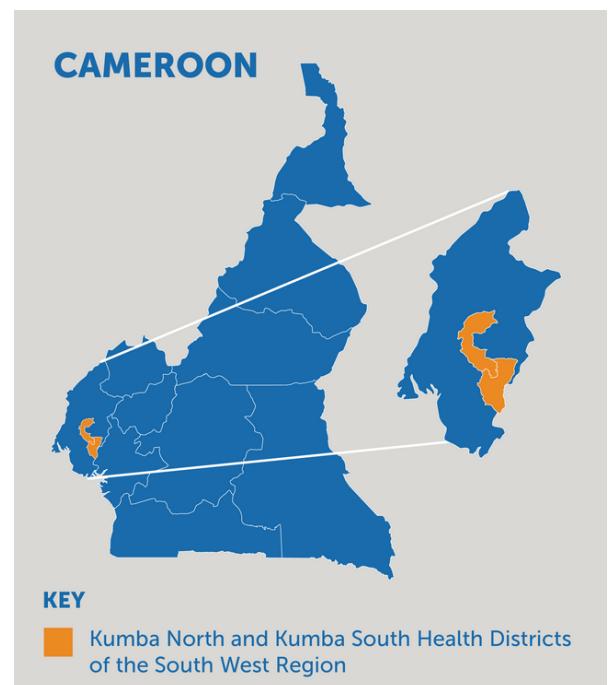 CAMEROON
KEY
Kumba North and Kumba South Health Districts
of the South West Region